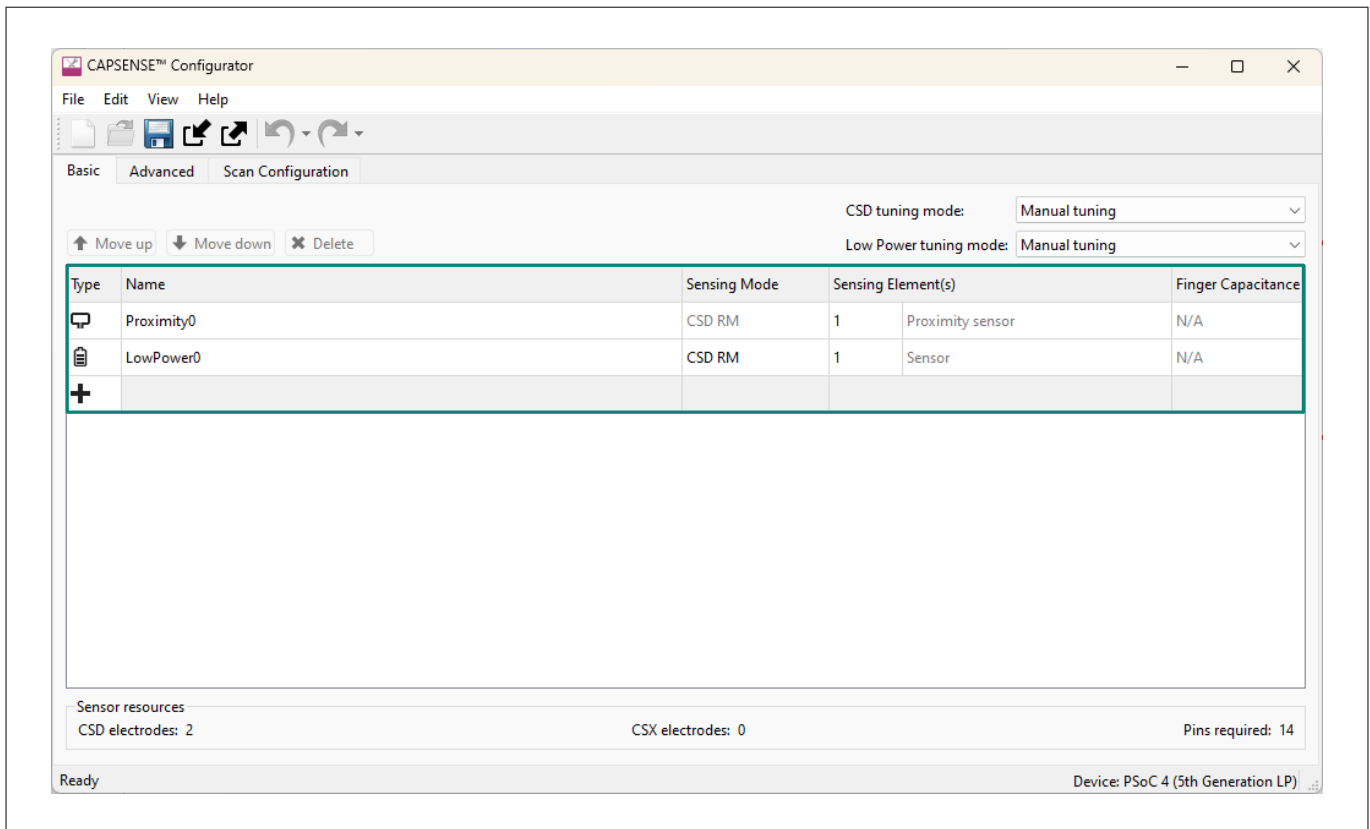 CAPSENSE™ Configurator
File Edit View Help
Basic Advanced Scan Configuration
CSD tuning mode: Manual tuning
Move up Move down Delete Low Power tuning mode: Manual tuning
Type Name Sensing Mode Sensing Element(s) Finger Capacitance
Proximity0 CSD RM 1 Proximity sensor N/A
LowPower0 CSD RM 1 Sensor N/A
Sensor resources
CSD electrodes: 2 CSX electrodes: 0 Pins required: 14
Ready Device: PSoC 4 (5th Generation LP)